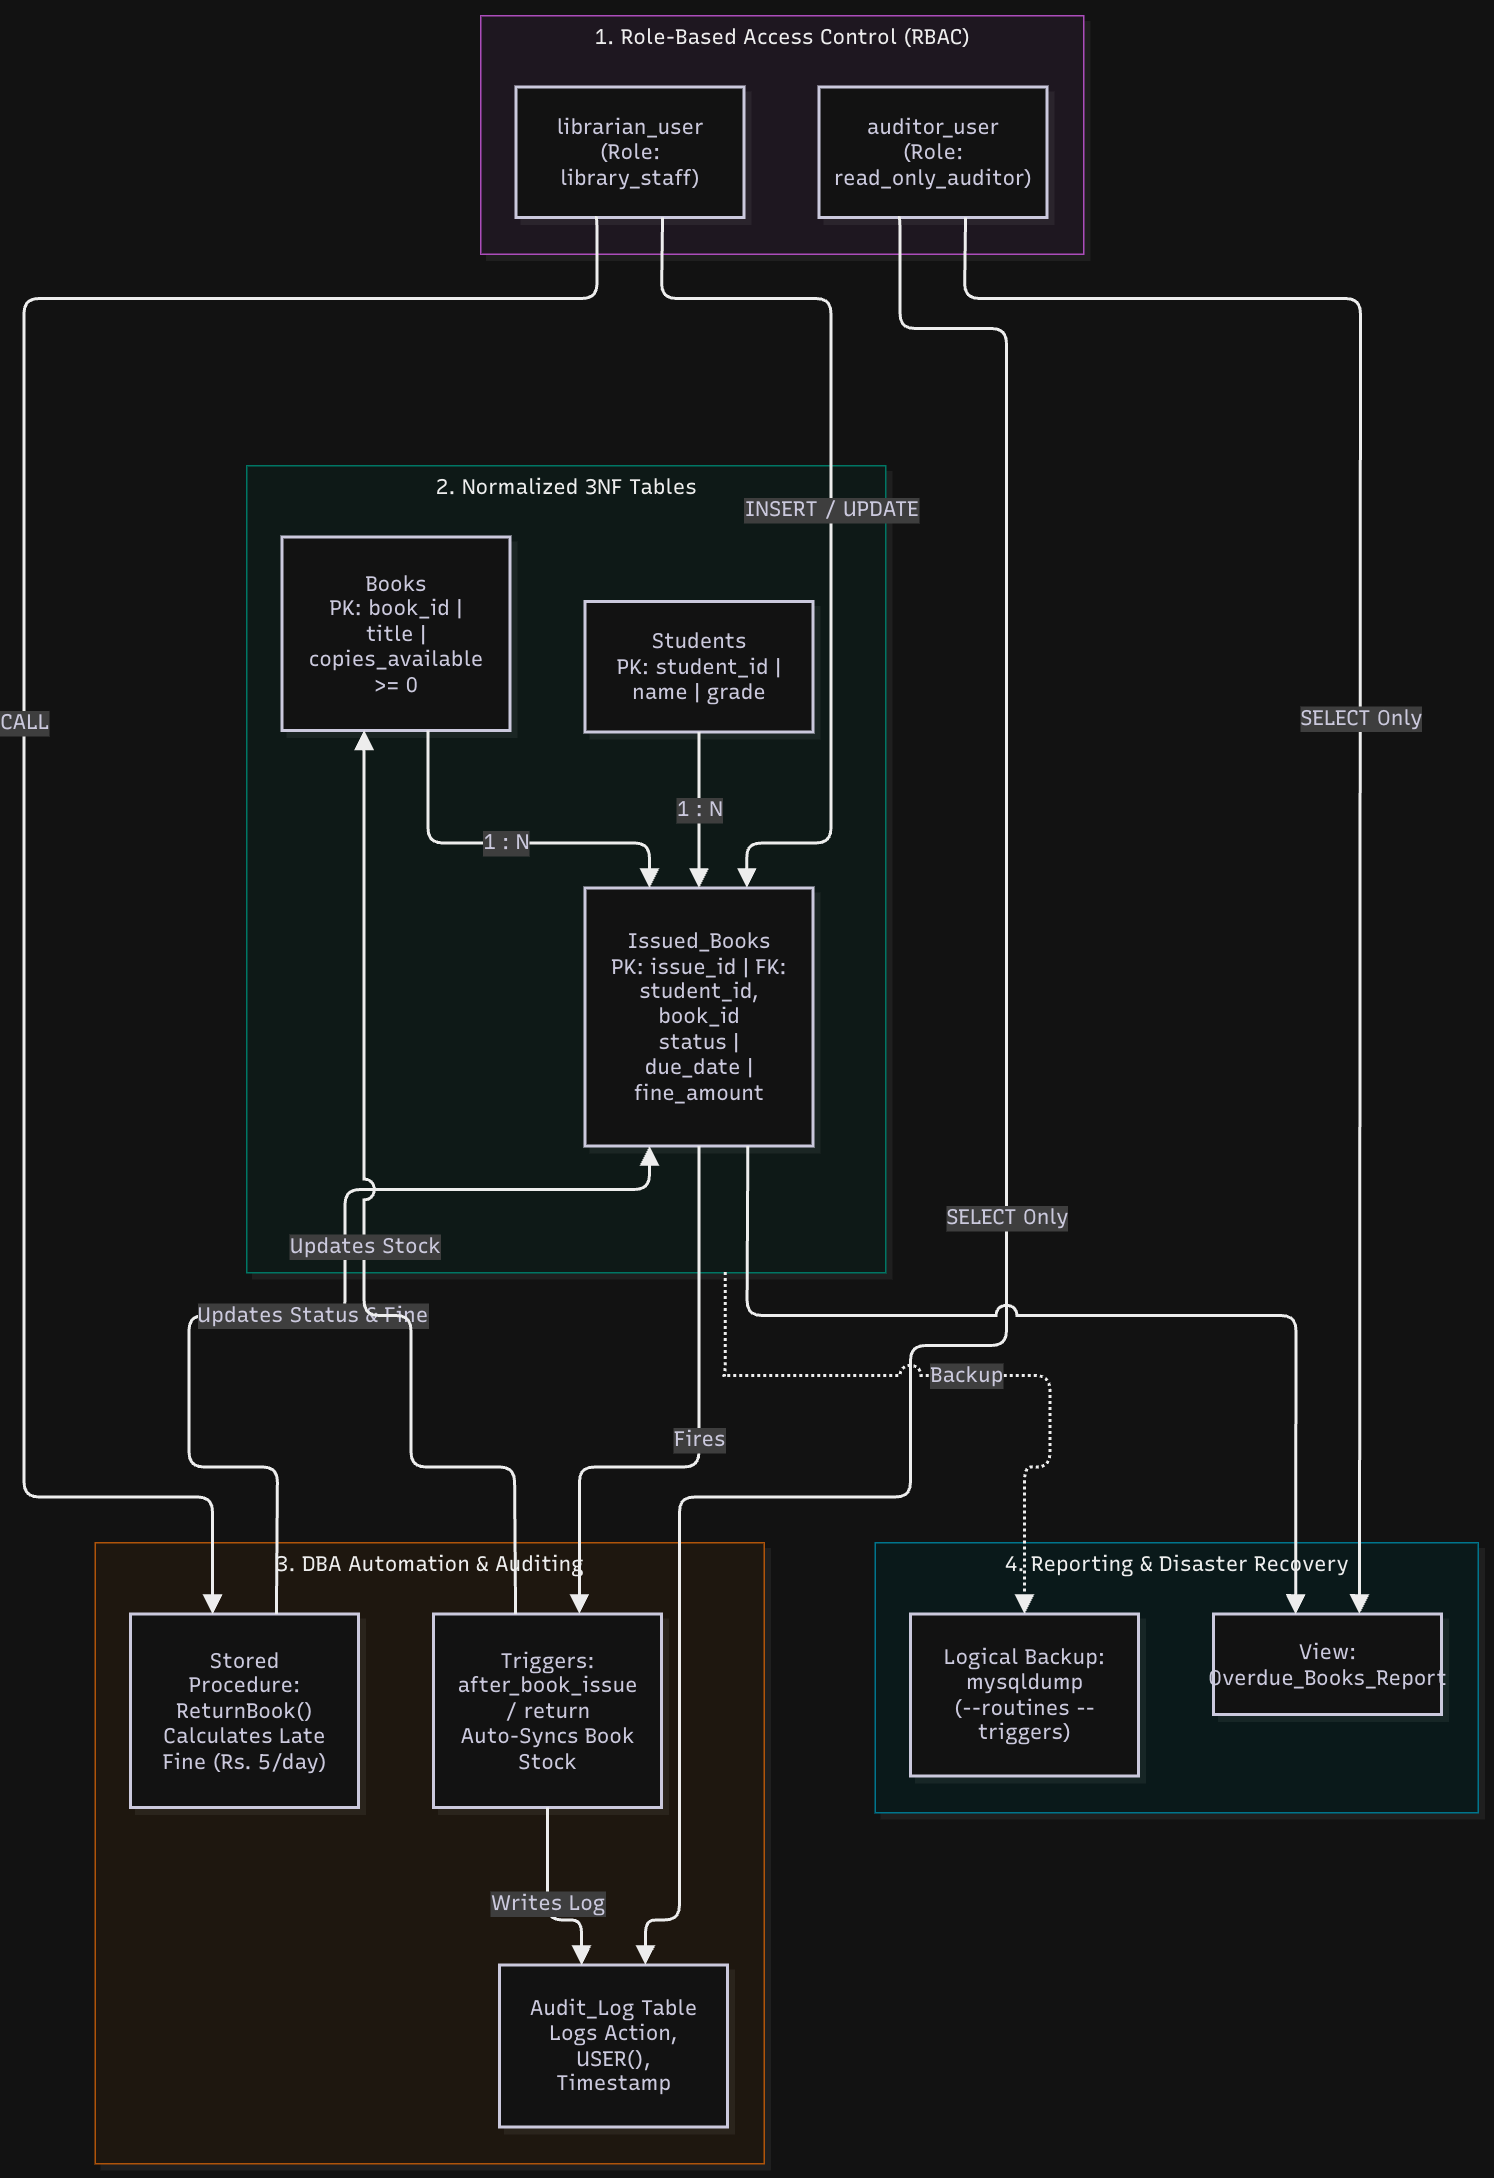 1. Role-Based Access Control (RBAC)
librarian_user
(Role:
library_staff)
auditor_user
(Role:
read_only_auditor)
2. Normalized 3NF Tables
INSERT / UPDATE
Books
PK: book_id |
title |
copies_available
>= 0
Students
PK: student_id |
name | grade
CALL
SELECT Only
1 : N
1 : N
Issued_Books
PK: issue_id | FK:
student_id,
book_id
status |
due_date |
fine_amount
SELECT Only
Updates Stock
Updates Status & Fine
Backup
Fires
3. DBA Automation & Auditing
Stored
Procedure:
ReturnBook()
Calculates Late
Fine (Rs. 5/day)
Triggers:
after_book_issue
/ return
Auto-Syncs Book
Stock
Writes Log
Audit_Log Table
Logs Action,
USER(),
Timestamp
4. Reporting & Disaster Recovery
Logical Backup:
mysqldump
(--routines --
triggers)
View:
Overdue_Books_Report